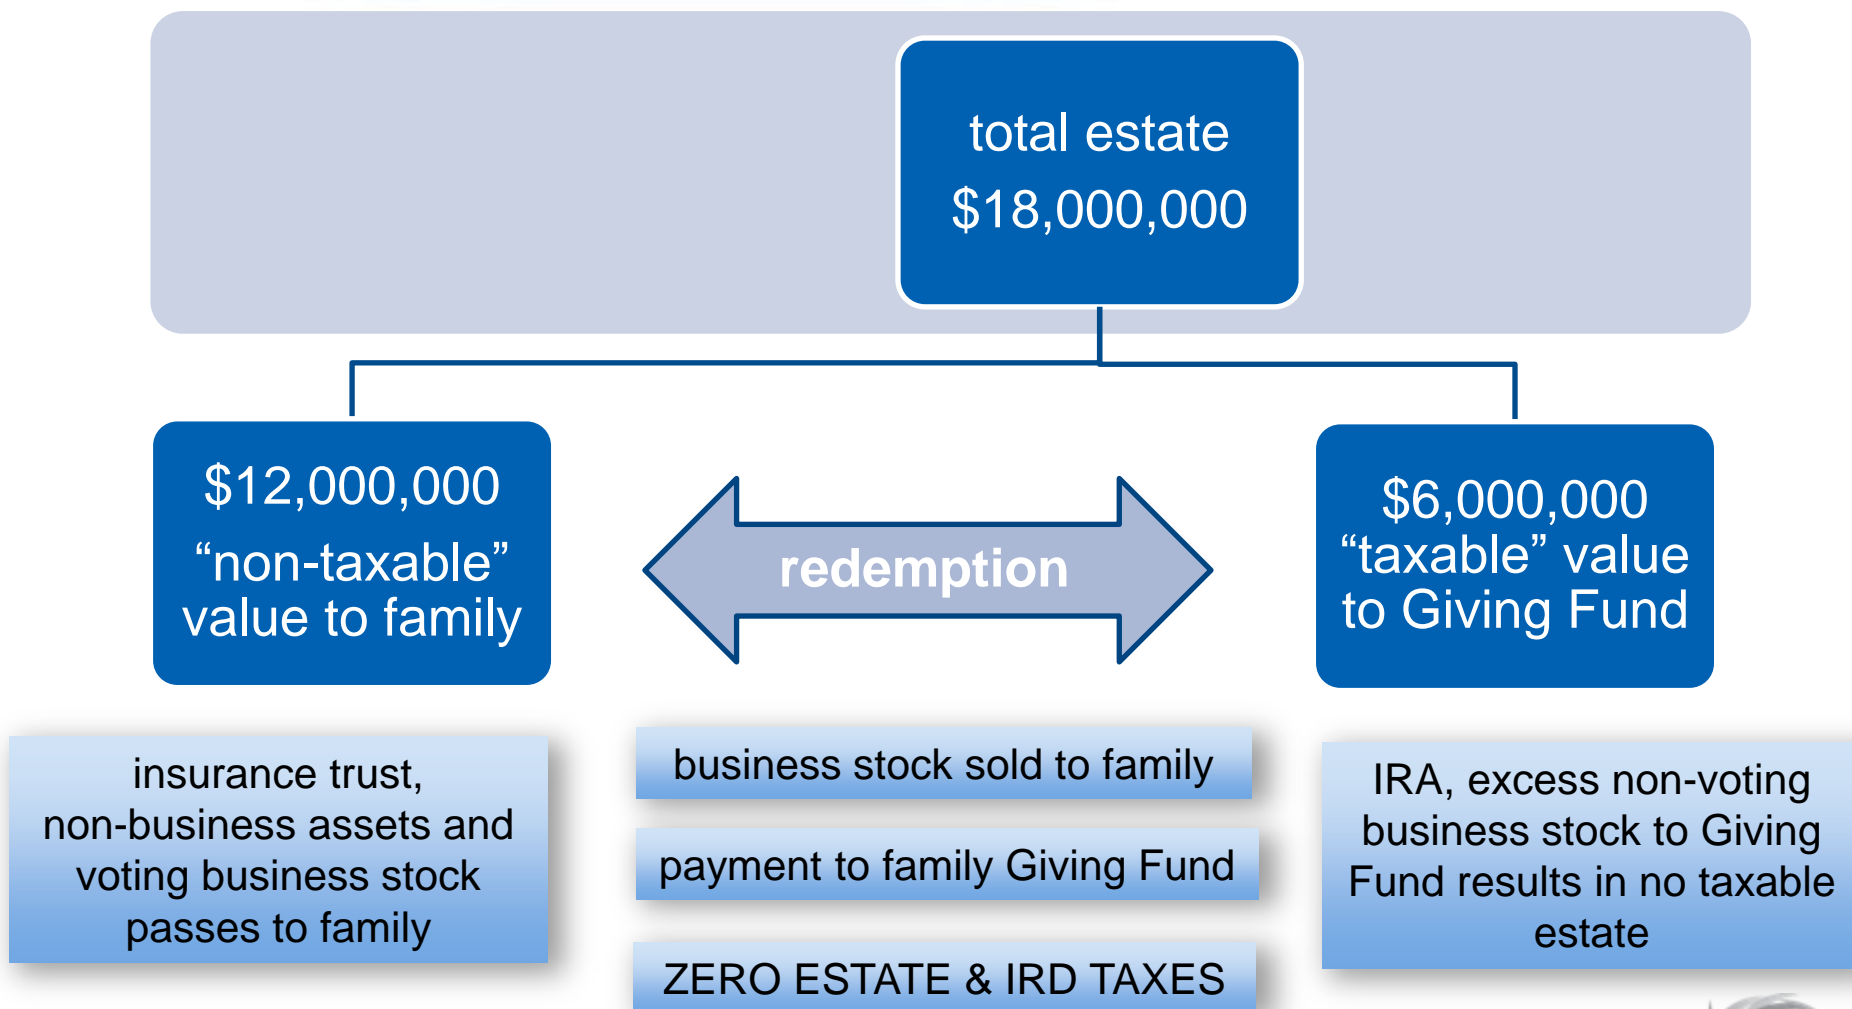 total estate
$18,000,000
$12,000,000
“non-taxable”
value to family
redemption
$6,000,000
“taxable” value
to Giving Fund
insurance trust,
non-business assets and
voting business stock
passes to family
business stock sold to family
payment to family Giving Fund
ZERO ESTATE & IRD TAXES
IRA, excess non-voting
business stock to Giving
Fund results in no taxable
estate